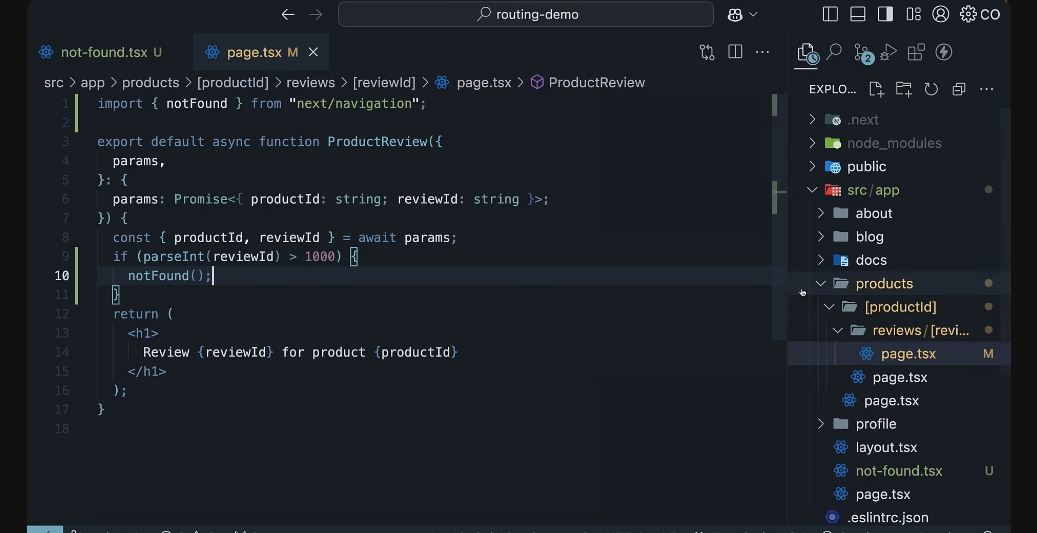 routing-demo
CO
not-found.tsx U
page.tsx M
src > app > products > [productId] > reviews > [reviewId] > page.tsx > ProductReview
1 import { notFound } from "next/navigation";
2
3 export default async function ProductReview({
4 params,
5 }: {
6 params: Promise<{ productId: string; reviewId: string }>;
7 }) {
8 const { productId, reviewId } = await params;
9 if (parseInt(reviewId) > 1000) {
10 notFound();
11 }
12 return (
13 <h1>
14 Review {reviewId} for product {productId}
15 </h1>
16 );
17 }
18
2
EXPLO...
.next
node_modules
public
src/app
about
blog
docs
products
[productId]
reviews/[revi...
page.tsx M
page.tsx
page.tsx
profile
layout.tsx
not-found.tsx U
page.tsx
.eslintrc.json